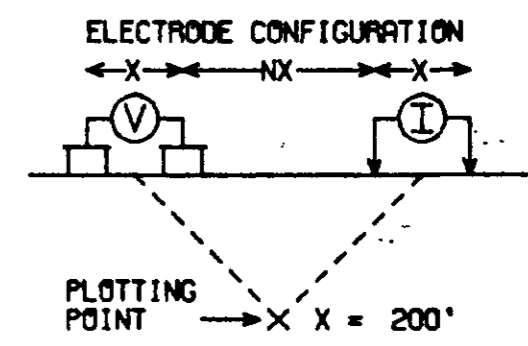 ELECTRODE CONFIGURATION
X NX X
V I
PLOTTING
POINT X X = 200'